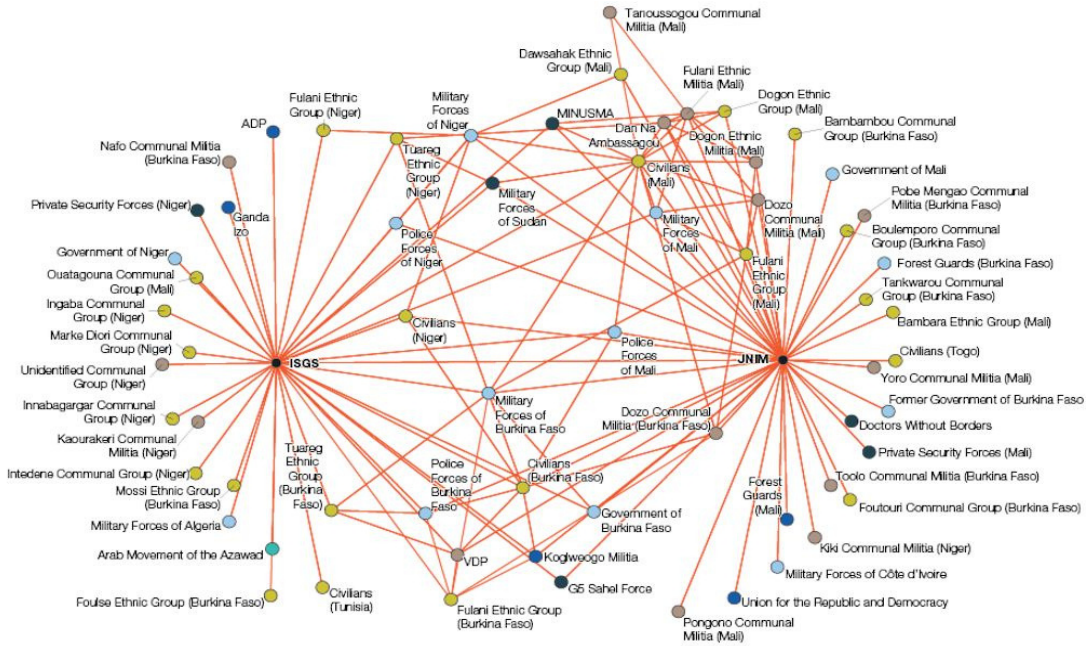 Tanoussogou Communal
Militia (Mali)
Dawsahak Ethnic
Group (Mali)
Fulani Ethnic
Militia (Mali)
Dogon Ethnic
Group (Mali)
Fulani Ethnic
Group (Niger)
Military
Forces
of Niger
MINUSMA
Bambambou Communal
Group (Burkina Faso)
ADP
Dan Na
Ambassagou
Dogon Ethnic
Militia (Mali)
Nafo Communal Militia
(Burkina Faso)
Tuareg
Ethnic
Group
(Niger)
Civilians
(Mali)
Government of Mali
Pobe Mengao Communal
Militia (Burkina Faso)
Private Security Forces (Niger)
Ganda
Izo
Military
Forces
of Sudan
Military
Forces
of Mali
Dozo
Communal
Militia (Mali)
Boulemporo Communal
Group (Burkina Faso)
Police
Forces
of Niger
Government of Niger
Fulani
Ethnic
Group
(Mali)
Forest Guards (Burkina Faso)
Ouatagouna Communal
Group (Mali)
Tankwarou Communal
Group (Burkina Faso)
Ingaba Communal
Group (Niger)
Bambara Ethnic Group (Mali)
Civilians
(Niger)
Marke Diori Communal
Group (Niger)
Police
Forces
of Mali
Civilians (Togo)
ISGS
JNIM
Unidentified Communal
Group (Niger)
Yoro Communal Militia (Mali)
Military
Forces of
Burkina Faso
Former Government of Burkina Faso
Innabagargar Communal
Group (Niger)
Dozo Communal
Militia (Burkina Faso)
Doctors Without Borders
Kaourakeri Communal
Militia (Niger)
Private Security Forces (Mali)
Tuareg
Ethnic
Group
(Burkina
Faso)
Police
Forces of
Burkina
Faso
Civilians
(Burkina Faso)
Intedene Communal Group (Niger)
Toolo Communal Militia (Burkina Faso)
Mossi Ethnic Group
(Burkina Faso)
Forest
Guards
(Mali)
Foutouri Communal Group (Burkina Faso)
Government of
Burkina Faso
Military Forces of Algeria
Kiki Communal Militia (Niger)
Arab Movement of the Azawad
VDP
Koglweogo Militia
Military Forces of Côte d'Ivoire
G5 Sahel Force
Foulse Ethnic Group (Burkina Faso)
Civilians
(Tunisia)
Fulani Ethnic Group
(Burkina Faso)
Union for the Republic and Democracy
Pongono Communal
Militia (Mali)